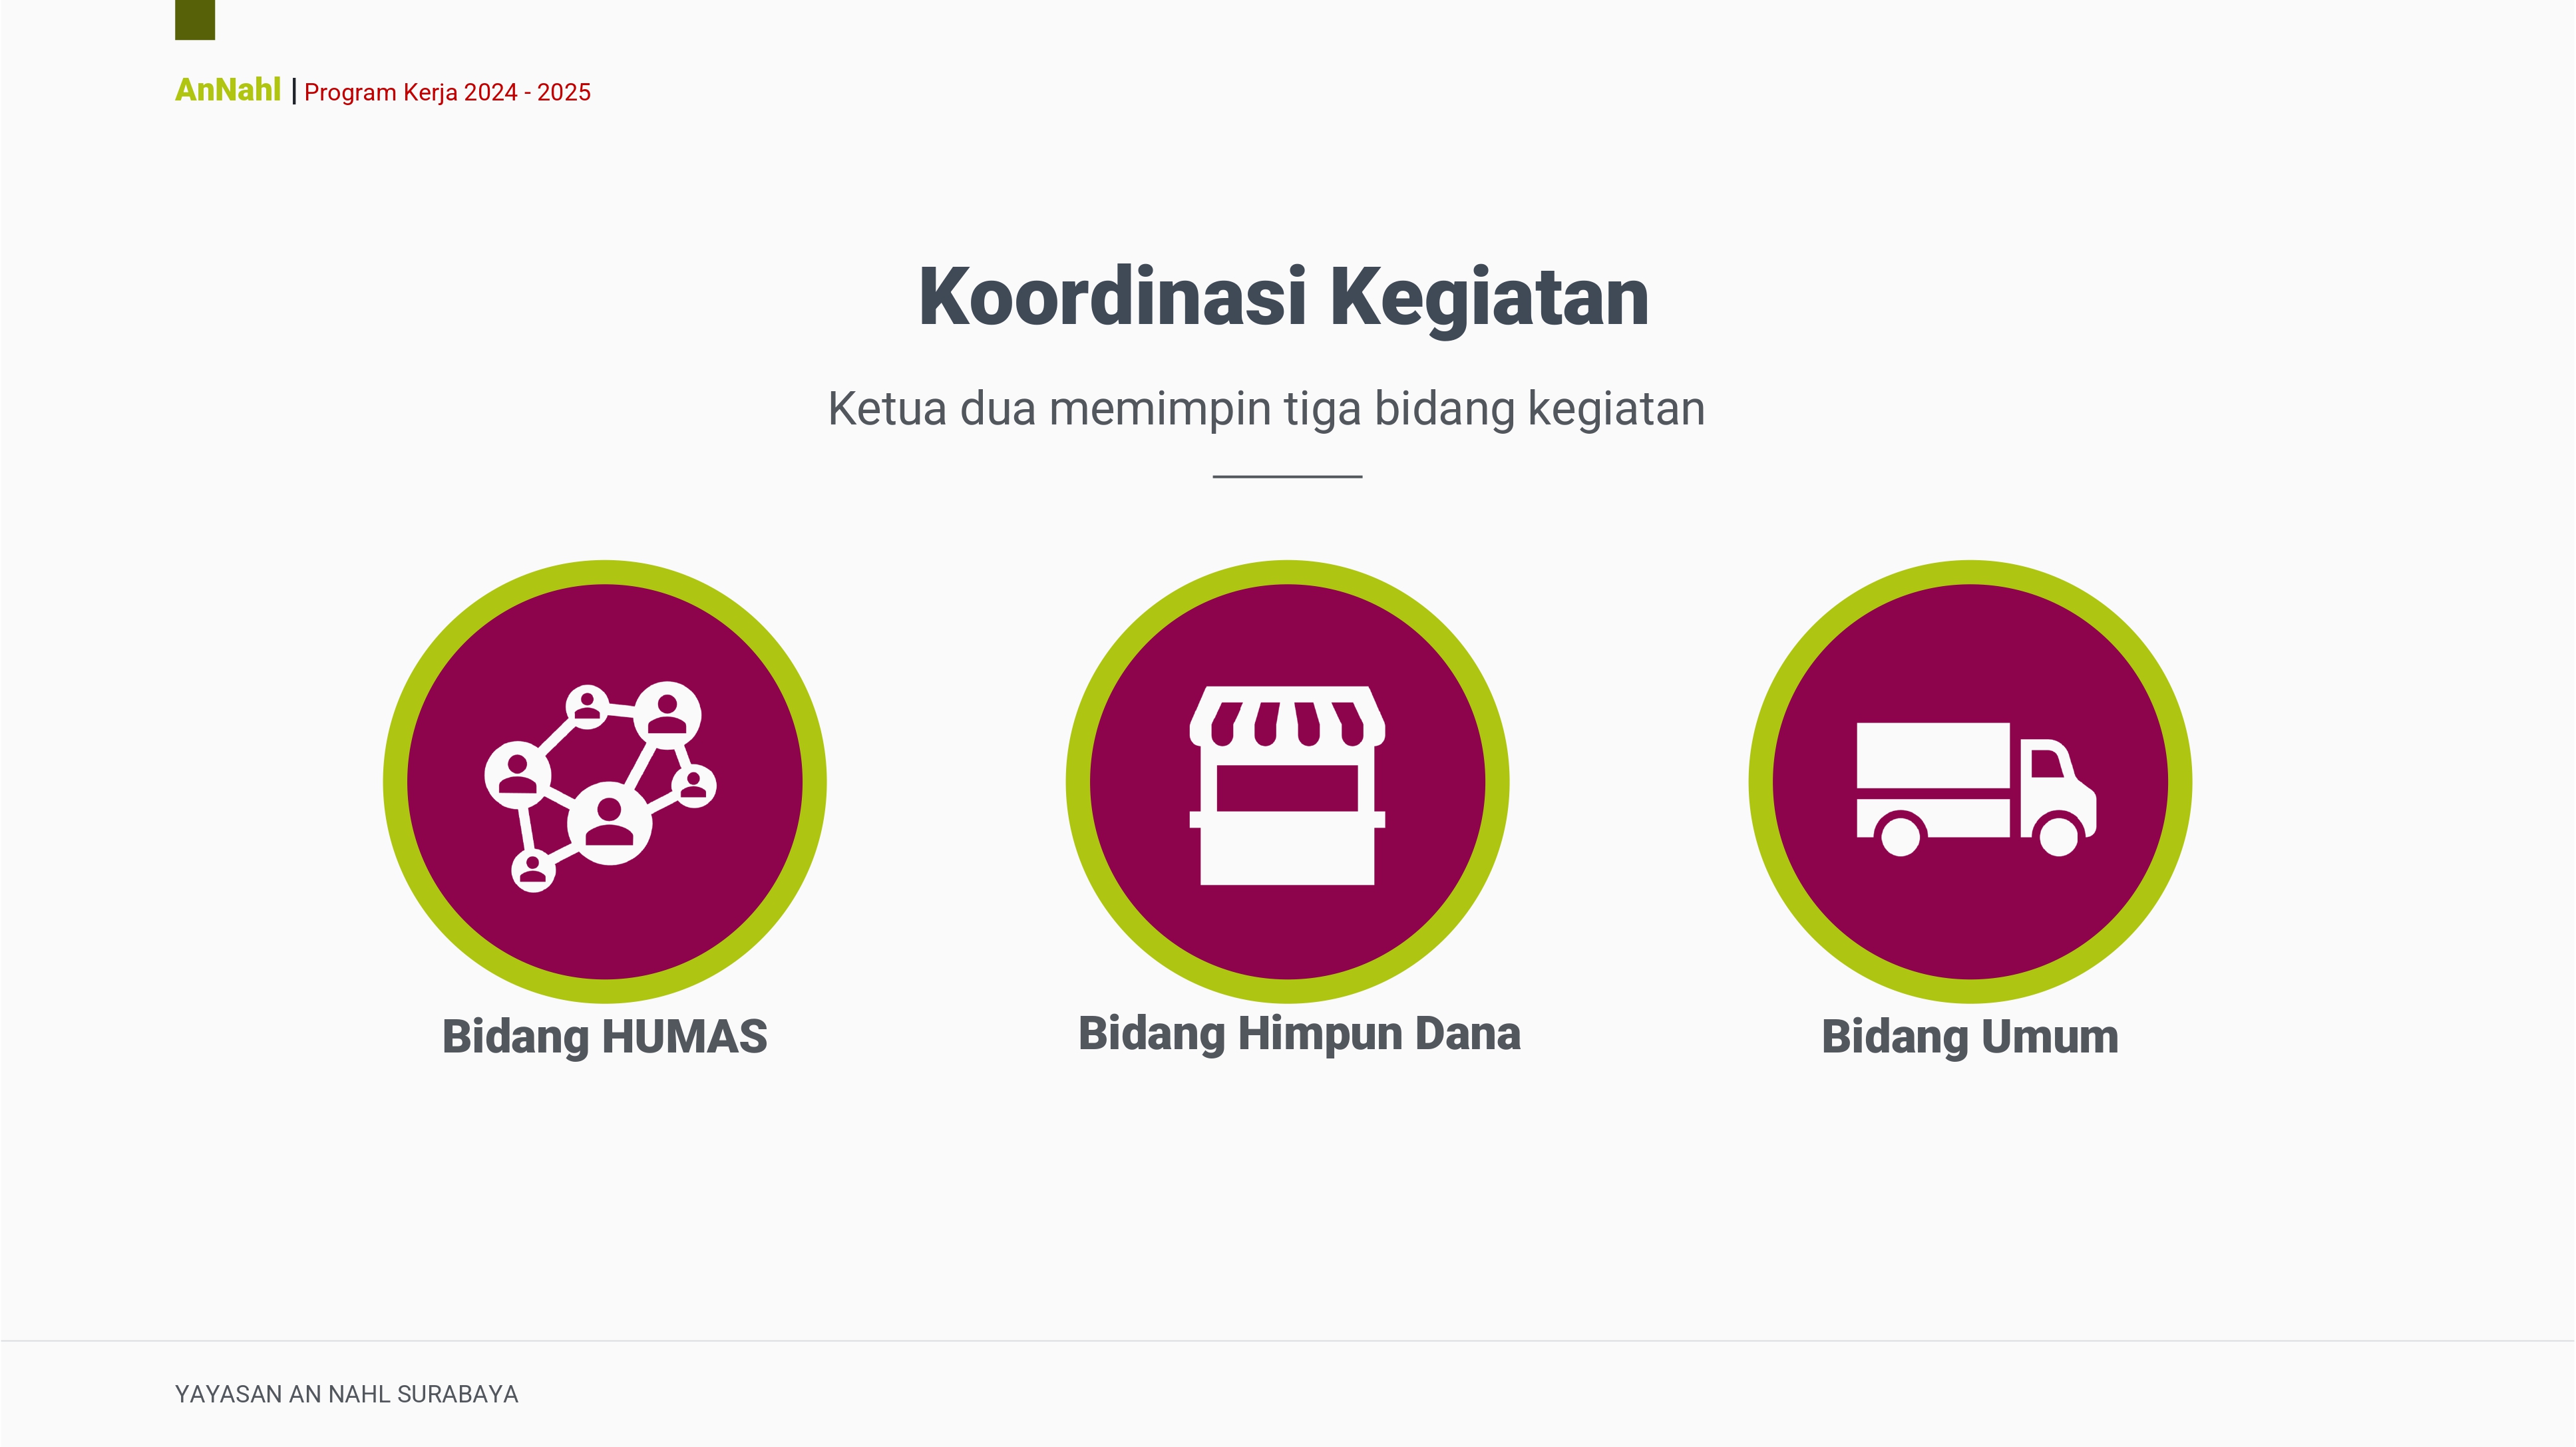 AnNahl | Program Kerja 2024 - 2025
Koordinasi Kegiatan
Ketua dua memimpin tiga bidang kegiatan
Bidang HUMAS
Bidang Himpun Dana
Bidang Umum
YAYASAN AN NAHL SURABAYA